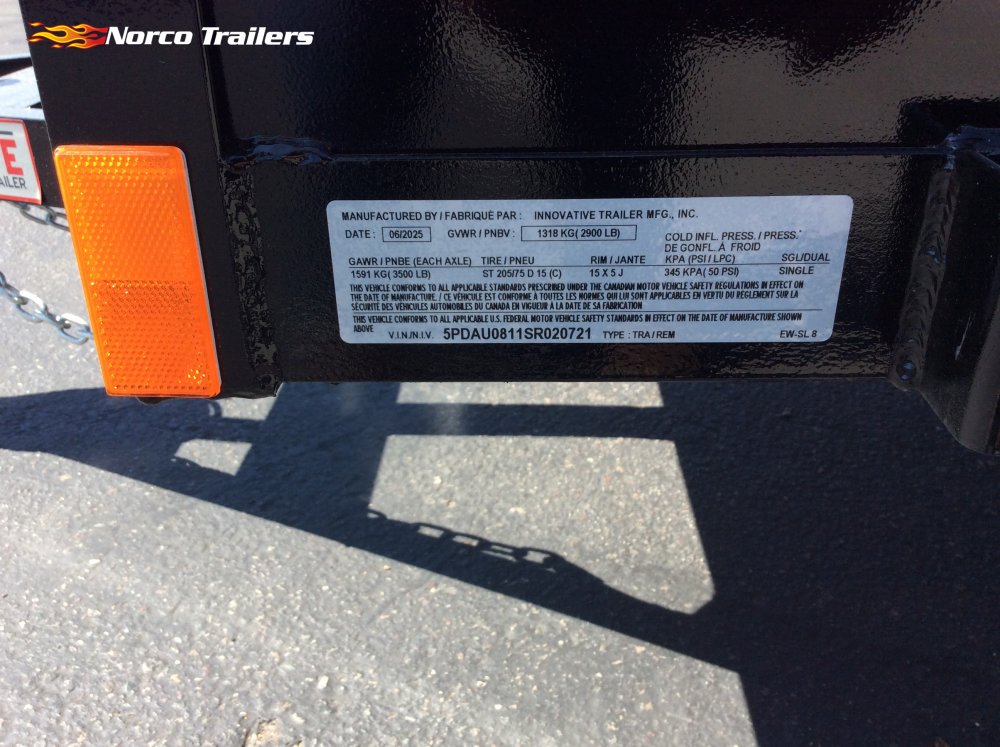 Norco Trailers
E
AILER
MANUFACTURED BY / FABRIQUÉ PAR : INNOVATIVE TRAILER MFG., INC.
DATE : 06/2025 GVWR / PNBV : 1318 KG( 2900 LB)
COLD INFL. PRESS. / PRESS.
DE GONFL. À FROID
GAWR / PNBE (EACH AXLE) TIRE / PNEU RIM / JANTE KPA (PSI / LPC) SGL/DUAL
1591 KG( 3500 LB) ST 205/75 D 15 (C) 15 X 5 J 345 KPA ( 50 PSI) SINGLE
THIS VEHICLE CONFORMS TO ALL APPLICABLE STANDARDS PRESCRIBED UNDER THE CANADIAN MOTOR VEHICLE SAFETY REGULATIONS IN EFFECT ON
THE DATE OF MANUFACTURE. / CE VÉHICULE EST CONFORME À TOUTES LES NORMES QUI LUI SONT APPLICABLES EN VERTU DU RÈGLEMENT SUR LA
SÉCURITÉ DES VÉHICULES AUTOMOBILES DU CANADA EN VIGUEUR À LA DATE DE SA FABRICATION
THIS VEHICLE CONFORMS TO ALL APPLICABLE U.S. FEDERAL MOTOR VEHICLE STANDARDS IN EFFECT ON THE DATE OF MANUFACTURE SHOWN
ABOVE
V.I.N./N.I.V. 5PDAU0811SR020721 TYPE : TRA / REM EW-SL 8